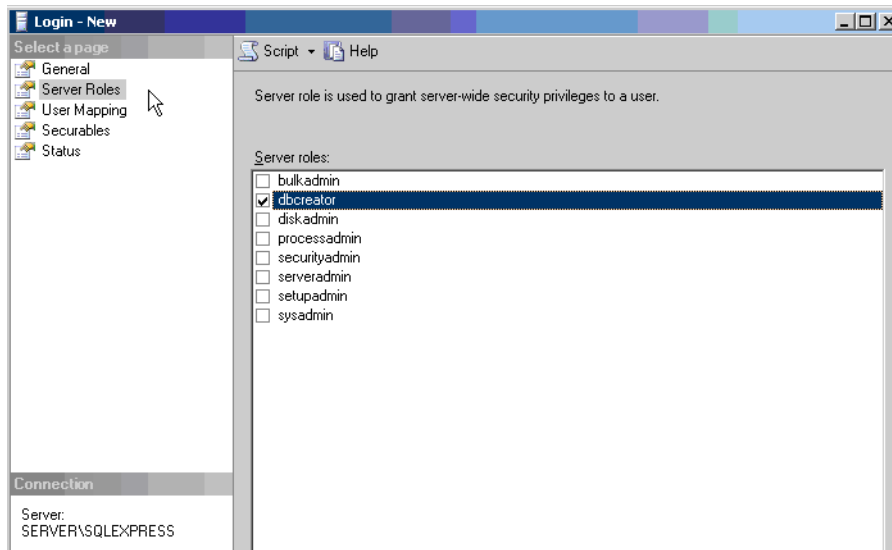 Login - New
Select a page
General
Server Roles
User Mapping
Securables
Status
Script Help
Server role is used to grant server-wide security privileges to a user.
Server roles:
bulkadmin
dbcreator
diskadmin
processadmin
securityadmin
serveradmin
setupadmin
sysadmin
Connection
Server:
SERVER\SQLEXPRESS